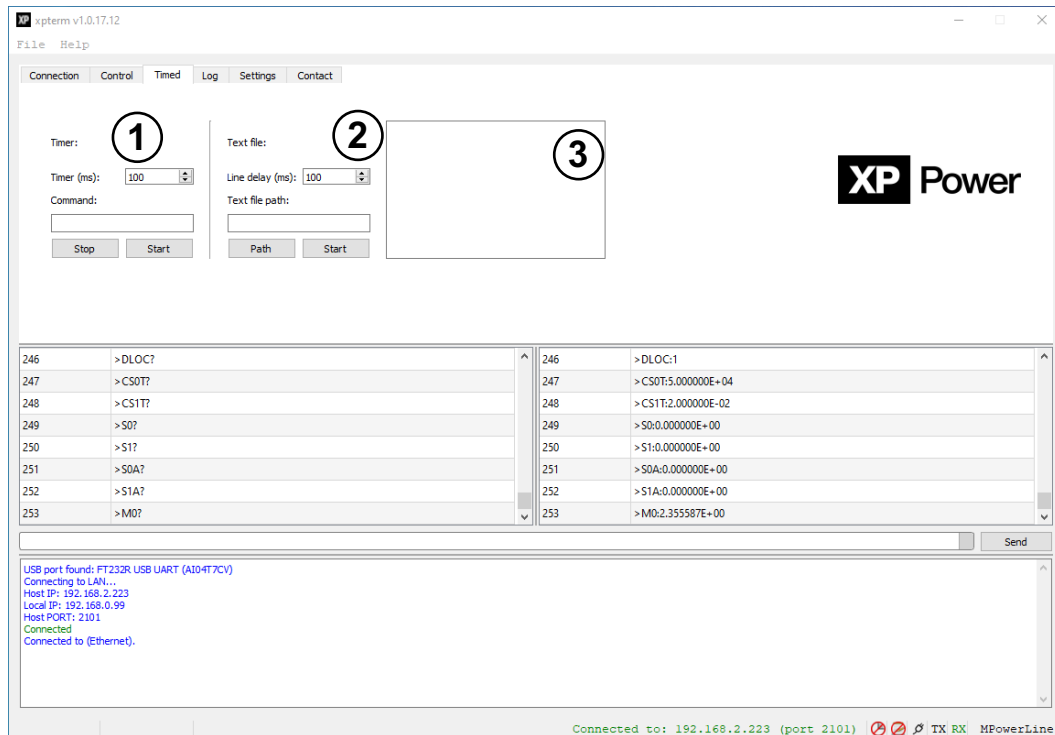 XP xpterm v1.0.17.12
File Help
Connection Control Timed Log Settings Contact
1
2
3
Timer:
Timer (ms): 100
Command:
Stop Start
Text file:
Line delay (ms): 100
Text file path:
Path Start
XP Power
246 >DLOC?
247 >CS0T?
248 >CS1T?
249 >S0?
250 >S1?
251 >S0A?
252 >S1A?
253 >M0?
246 >DLOC:1
247 >CS0T:5.000000E+04
248 >CS1T:2.000000E-02
249 >S0:0.000000E+00
250 >S1:0.000000E+00
251 >S0A:0.000000E+00
252 >S1A:0.000000E+00
253 >M0:2.355587E+00
Send
USB port found: FT232R USB UART (AI04T7CV)
Connecting to LAN...
Host IP: 192.168.2.223
Local IP: 192.168.0.99
Host PORT: 2101
Connected
Connected to (Ethernet).
Connected to: 192.168.2.223 (port 2101) TX RX MPowerLine